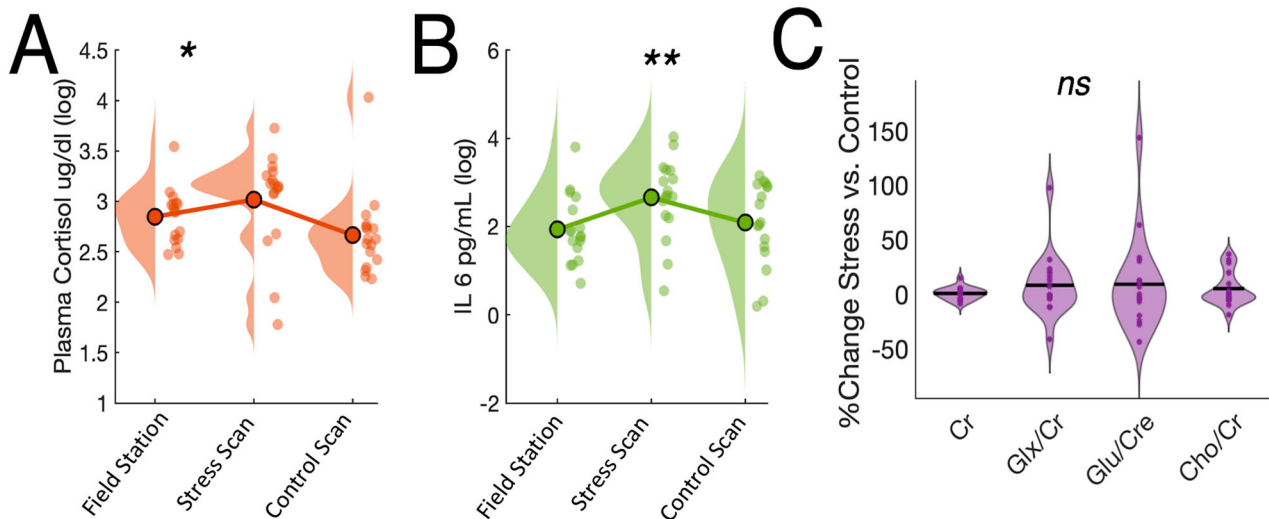 A
*
4.5
4
3.5
3
2.5
2
1.5
1
Plasma Cortisol ug/dl (log)
Field Station
Stress Scan
Control Scan
B
**
6
4
2
0
-2
IL 6 pg/mL (log)
Field Station
Stress Scan
Control Scan
C
ns
150
100
50
0
-50
%Change Stress vs. Control
Cr
Glx/Cr
Glu/Cre
Cho/Cr